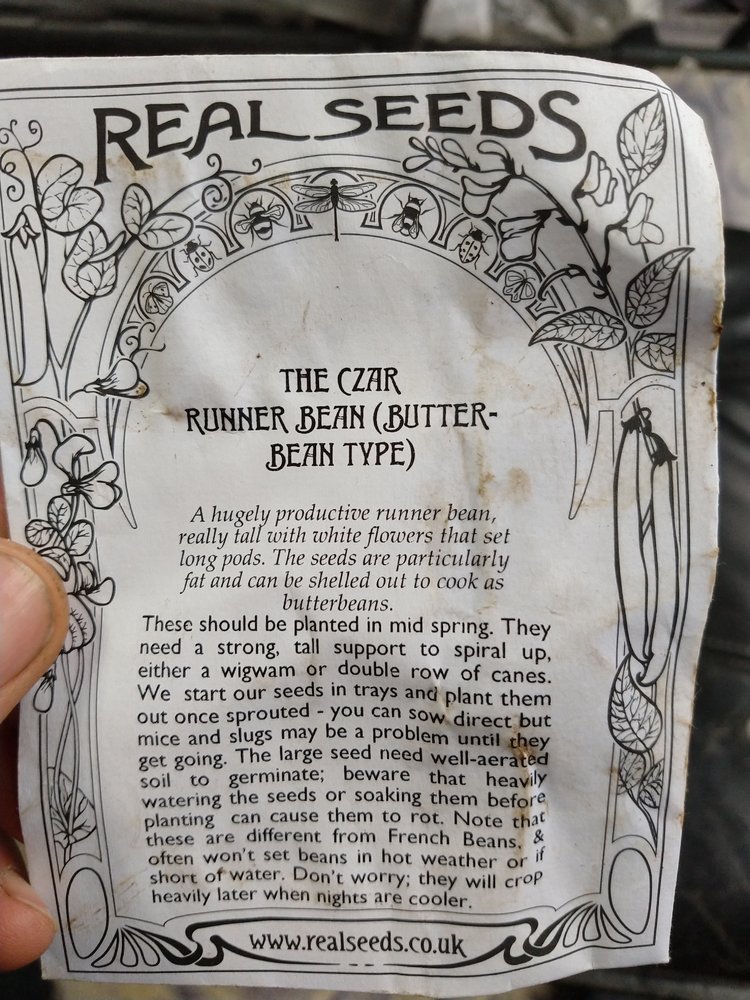 REAL SEEDS
THE CZAR
RUNNER BEAN (BUTTER-
BEAN TYPE)
A hugely productive runner bean,
really tall with white flowers that set
long pods. The seeds are particularly
fat and can be shelled out to cook as
butterbeans.
These should be planted in mid spring. They
need a strong, tall support to spiral up,
either a wigwam or double row of canes.
We start our seeds in trays and plant them
out once sprouted - you can sow direct but
mice and slugs may be a problem until they
get going. The large seed need well-aerated
soil to germinate; beware that heavily
watering the seeds or soaking them before
planting can cause them to rot. Note that
these are different from French Beans, &
often won't set beans in hot weather or if
short of water. Don't worry; they will crop
heavily later when nights are cooler.
www.realseeds.co.uk